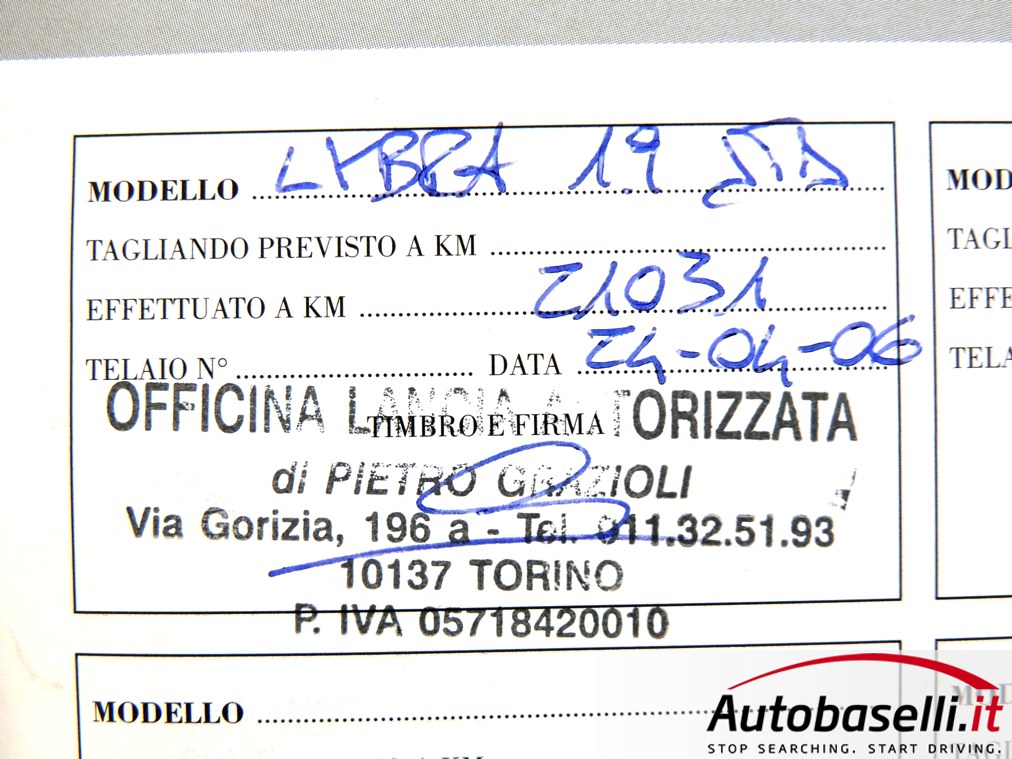 MODELLO LYBRA 1.9 JTD
TAGLIANDO PREVISTO A KM
EFFETTUATO A KM 21031
TELAIO N° DATA 24-04-06
TIMBRO E FIRMA
OFFICINA LANCIA AUTORIZZATA
di PIETRO GRAZIOLI
Via Gorizia, 196 a - Tel. 011.32.51.93
10137 TORINO
P. IVA 05718420010
MODELLO
MOD
TAGL
EFFE
TELA
Autobaselli.it
STOP SEARCHING. START DRIVING.